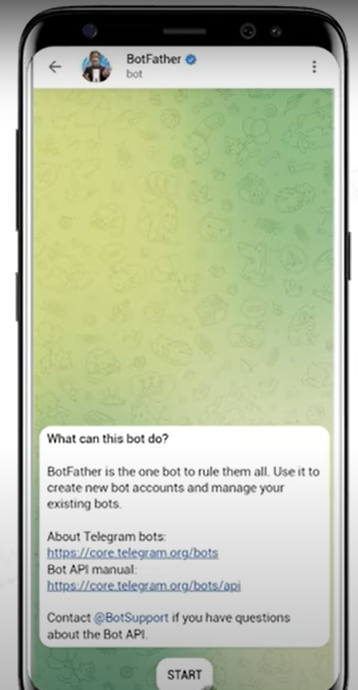 BotFather
bot
What can this bot do?
BotFather is the one bot to rule them all. Use it to
create new bot accounts and manage your
existing bots.
About Telegram bots:
https://core.telegram.org/bots
Bot API manual:
https://core.telegram.org/bots/api
Contact @BotSupport if you have questions
about the Bot API.
START